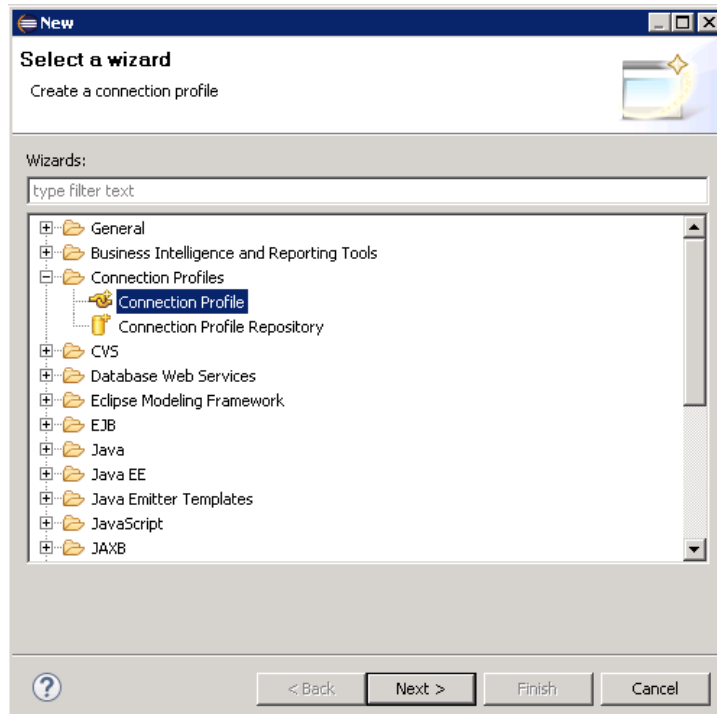 New
Select a wizard
Create a connection profile
Wizards:
type filter text
General
Business Intelligence and Reporting Tools
Connection Profiles
Connection Profile
Connection Profile Repository
CVS
Database Web Services
Eclipse Modeling Framework
EJB
Java
Java EE
Java Emitter Templates
JavaScript
JAXB
? < Back Next > Finish Cancel